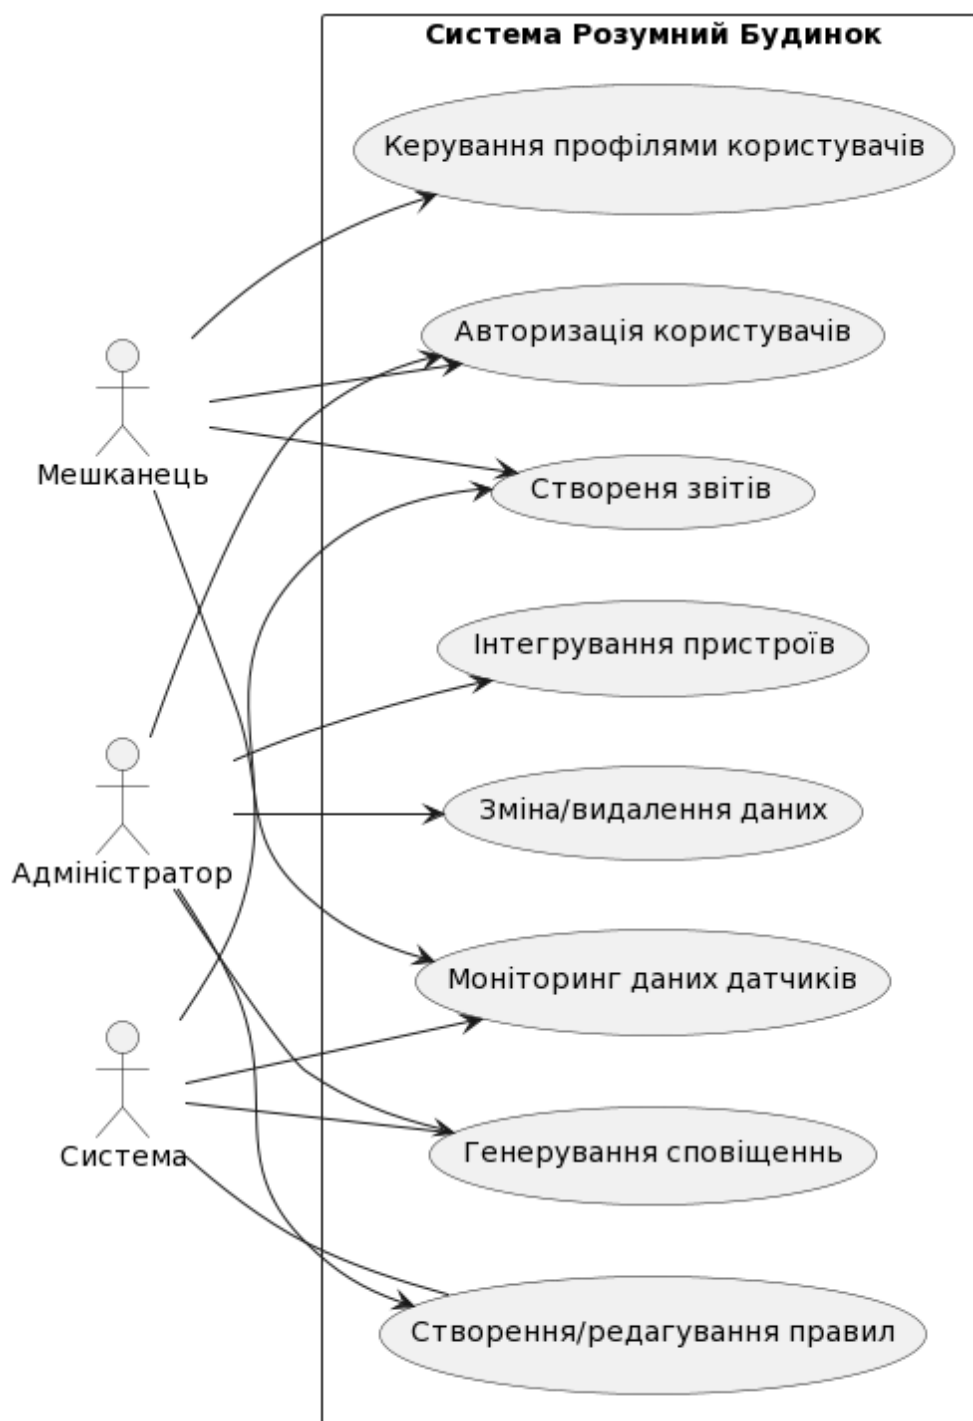 Система Розумний Будинок
Керування профілями користувачів
Авторизація користувачів
Мешканець
Створеня звітів
Інтегрування пристроїв
Зміна/видалення даних
Адміністратор
Моніторинг даних датчиків
Генерування сповіщеннь
Система
Створення/редагування правил